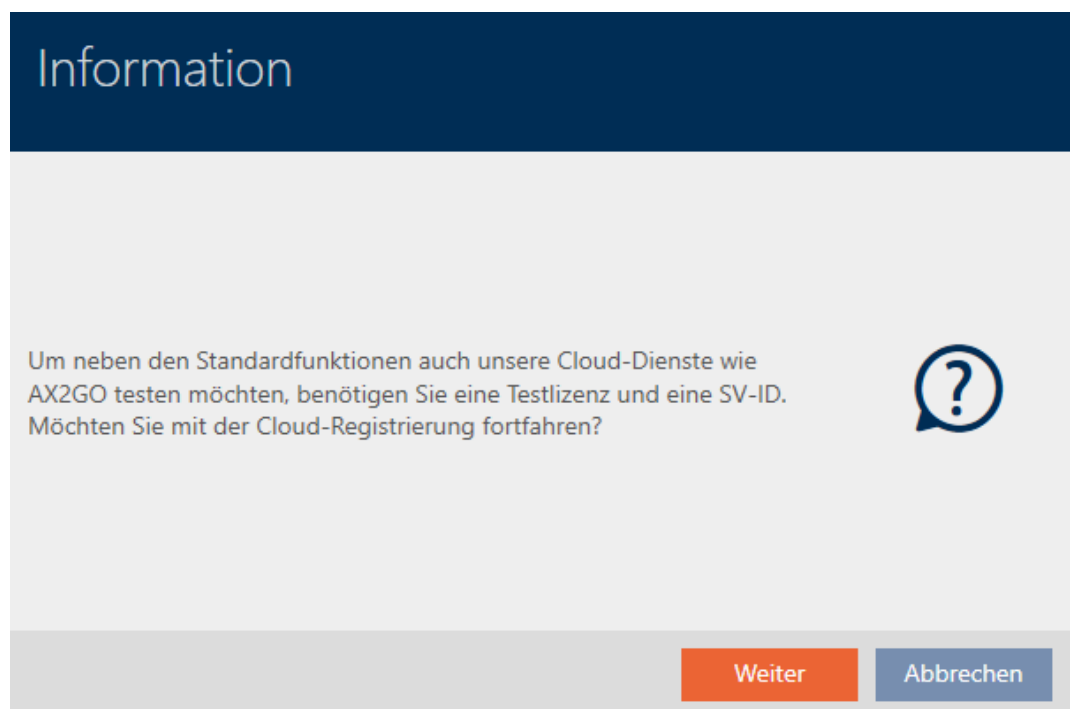 Information
Um neben den Standardfunktionen auch unsere Cloud-Dienste wie
AX2GO testen möchten, benötigen Sie eine Testlizenz und eine SV-ID.
Möchten Sie mit der Cloud-Registrierung fortfahren?
?
Weiter
Abbrechen